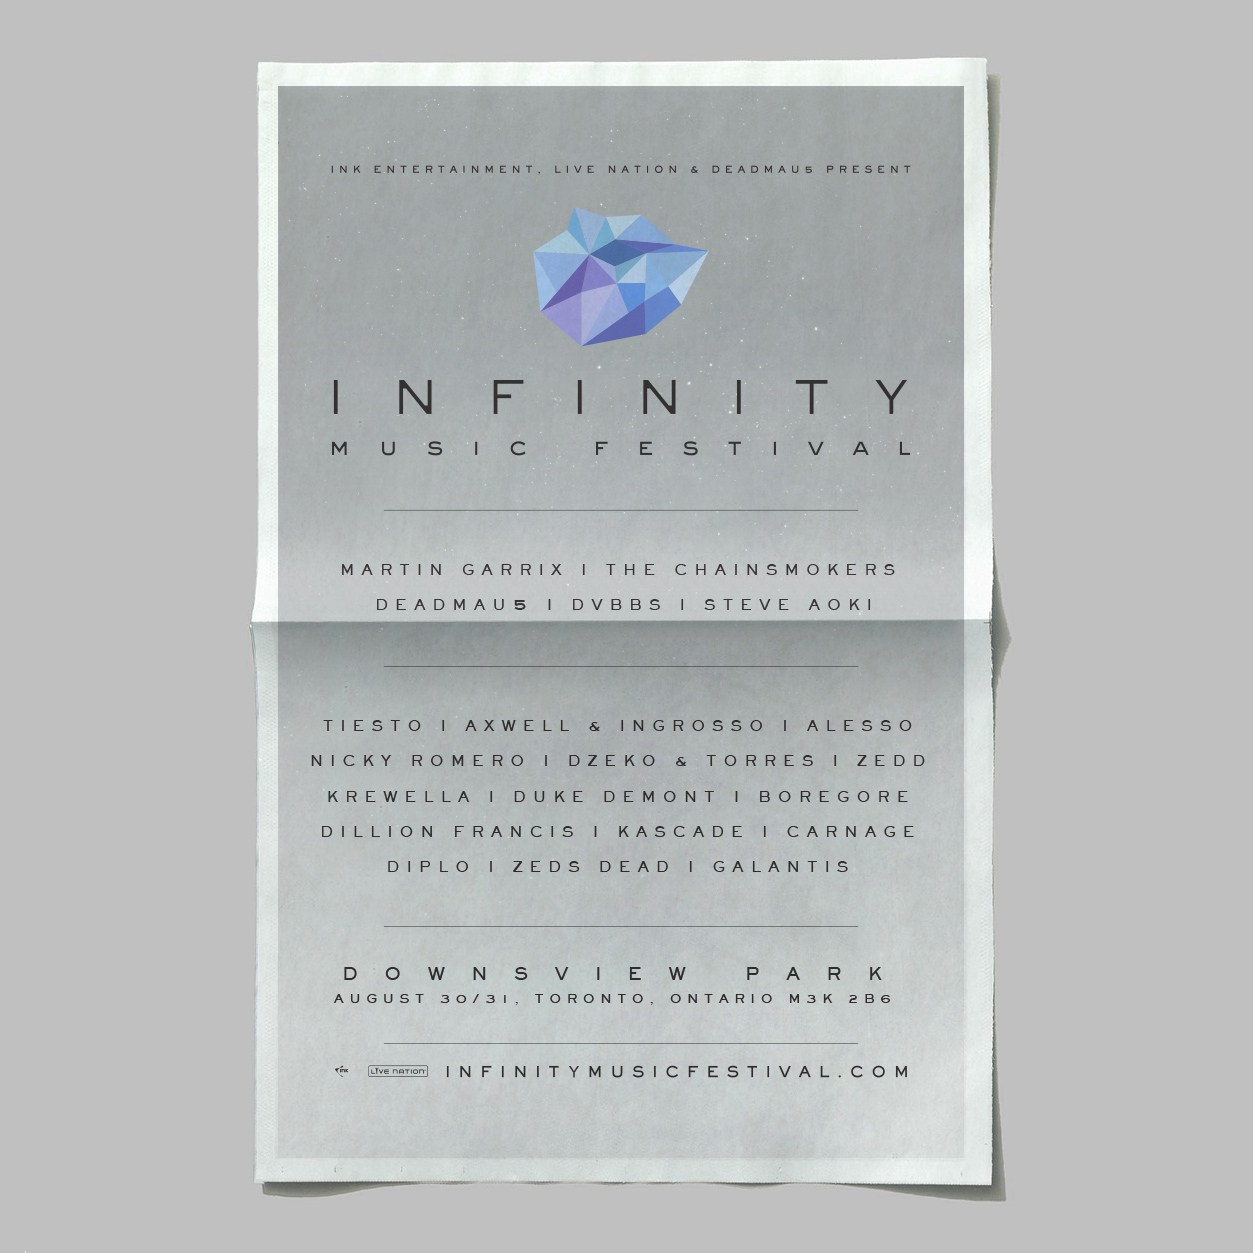 INK ENTERTAINMENT, LIVE NATION & DEADMAU5 PRESENT
INFINITY
MUSIC FESTIVAL
MARTIN GARRIX I THE CHAINSMOKERS
DEADMAU5 I DVBBS I STEVE AOKI
TIESTO I AXWELL & INGROSSO I ALESSO
NICKY ROMERO I DZEKO & TORRES I ZEDD
KREWELLA I DUKE DEMONT I BOREGORE
DILLION FRANCIS I KASCADE I CARNAGE
DIPLO I ZEDS DEAD I GALANTIS
DOWNSVIEW PARK
AUGUST 30/31, TORONTO, ONTARIO M3K 2B6
INK LIVE NATION INFINITYMUSICFESTIVAL.COM